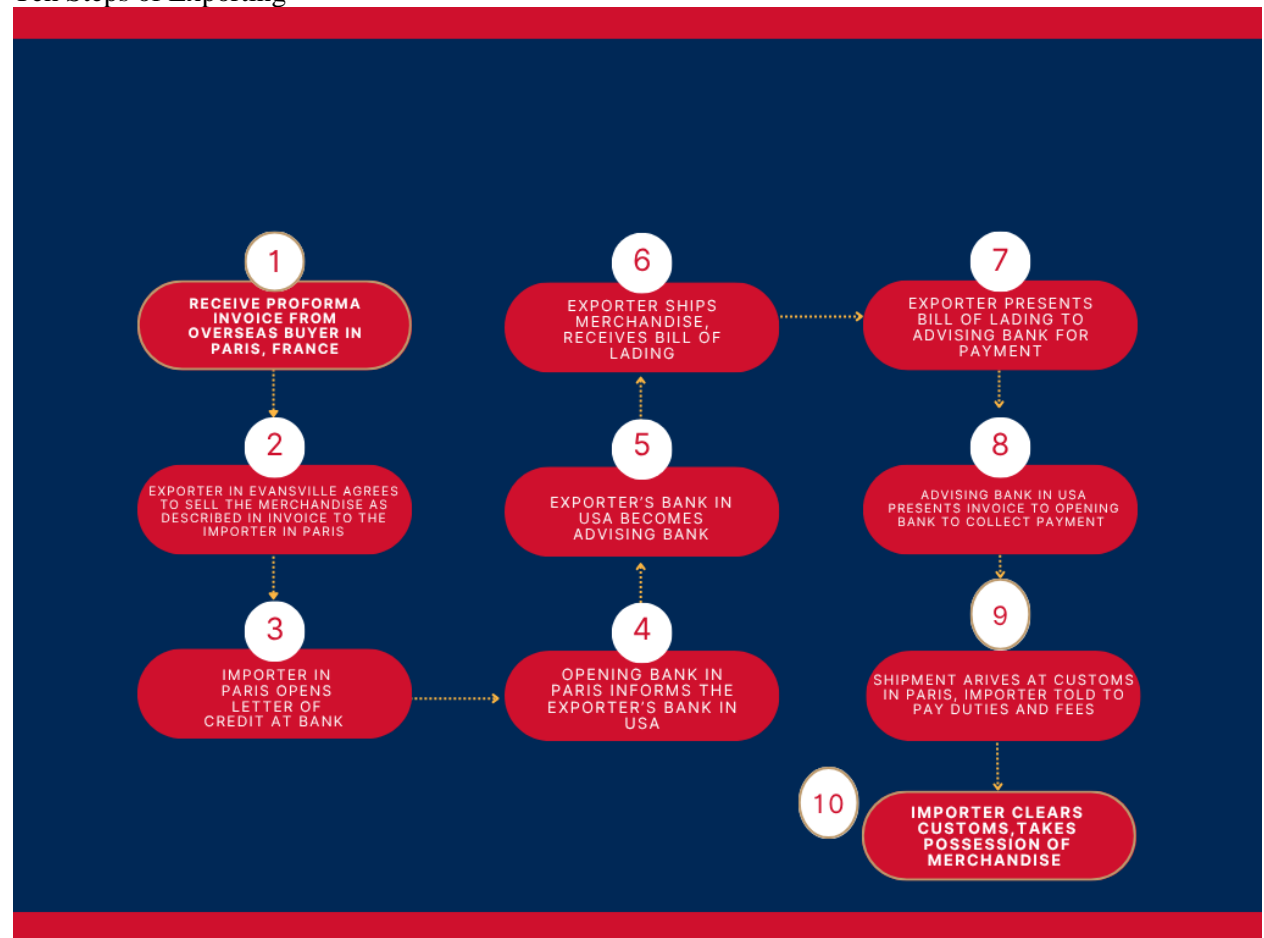 Ten Steps of Exporting
1
RECEIVE PROFORMA
INVOICE FROM
OVERSEAS BUYER IN
PARIS, FRANCE
2
EXPORTER IN EVANSVILLE AGREES
TO SELL THE MERCHANDISE AS
DESCRIBED IN INVOICE TO THE
IMPORTER IN PARIS
3
IMPORTER IN
PARIS OPENS
LETTER OF
CREDIT AT BANK
4
OPENING BANK IN
PARIS INFORMS THE
EXPORTER'S BANK IN
USA
5
EXPORTER'S BANK IN
USA BECOMES
ADVISING BANK
6
EXPORTER SHIPS
MERCHANDISE,
RECEIVES BILL OF
LADING
7
EXPORTER PRESENTS
BILL OF LADING TO
ADVISING BANK FOR
PAYMENT
8
ADVISING BANK IN USA
PRESENTS INVOICE TO OPENING
BANK TO COLLECT PAYMENT
9
SHIPMENT ARIVES AT CUSTOMS
IN PARIS, IMPORTER TOLD TO
PAY DUTIES AND FEES
10
IMPORTER CLEARS
CUSTOMS,TAKES
POSSESSION OF
MERCHANDISE